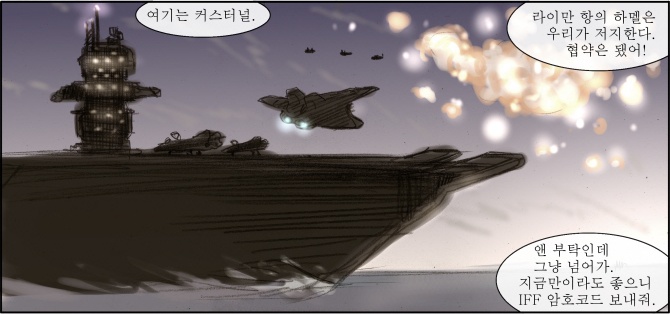 여기는 커스터널.
라이만 항의 하멜은
우리가 저지한다.
협약은 됐어!
앤 부탁인데
그냥 넘어가.
지금만이라도 좋으니
IFF 암호코드 보내줘.